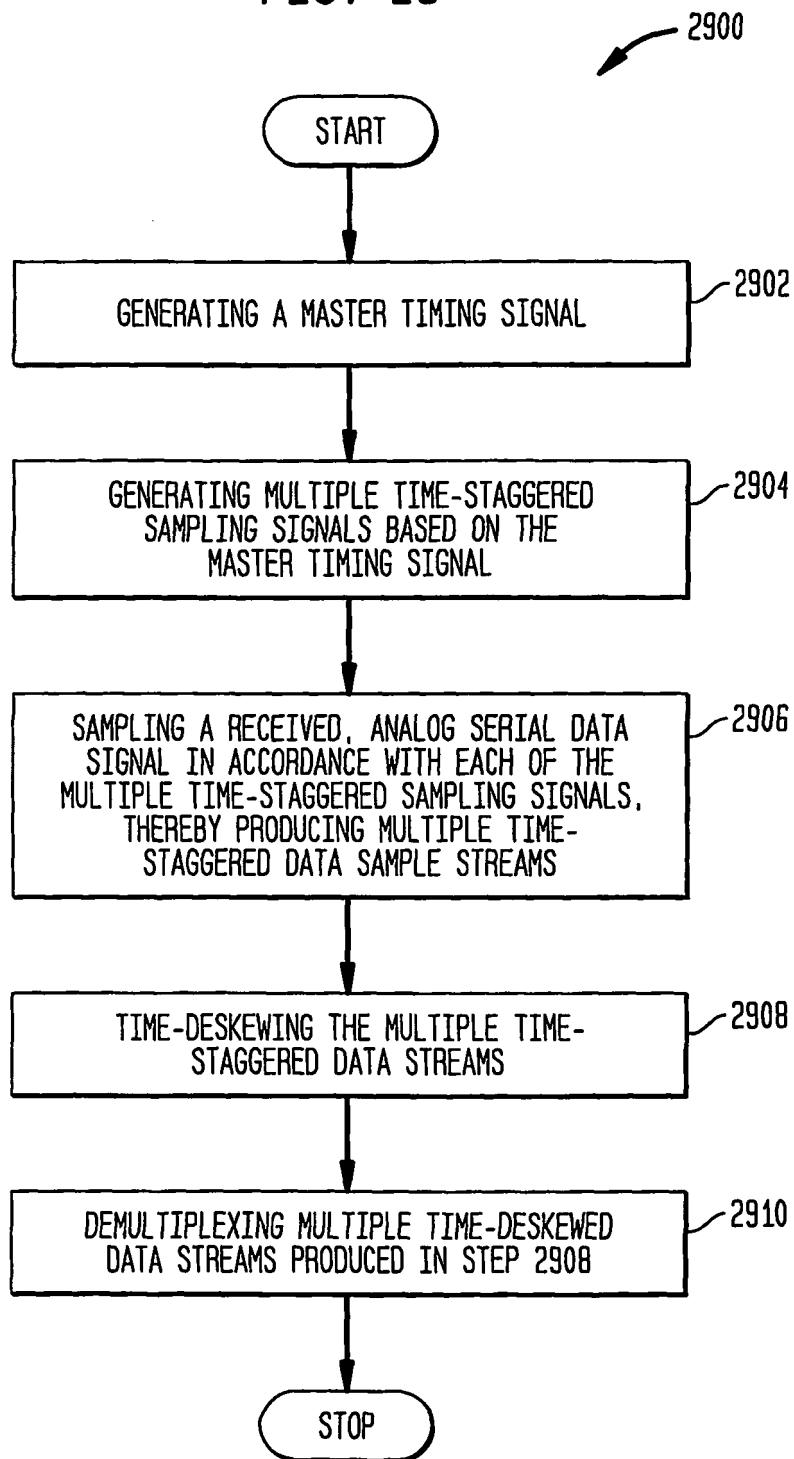 2900
START
GENERATING A MASTER TIMING SIGNAL
2902
GENERATING MULTIPLE TIME-STAGGERED
SAMPLING SIGNALS BASED ON THE
MASTER TIMING SIGNAL
2904
SAMPLING A RECEIVED, ANALOG SERIAL DATA
SIGNAL IN ACCORDANCE WITH EACH OF THE
MULTIPLE TIME-STAGGERED SAMPLING SIGNALS,
THEREBY PRODUCING MULTIPLE TIME-
STAGGERED DATA SAMPLE STREAMS
2906
TIME-DESKEWING THE MULTIPLE TIME-
STAGGERED DATA STREAMS
2908
DEMULTIPLEXING MULTIPLE TIME-DESKEWED
DATA STREAMS PRODUCED IN STEP 2908
2910
STOP